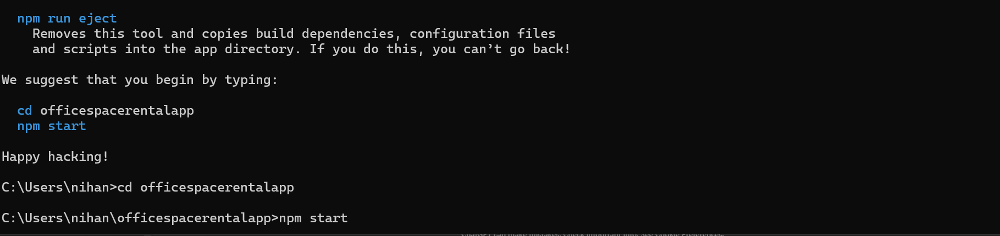 npm run eject
Removes this tool and copies build dependencies, configuration files
and scripts into the app directory. If you do this, you can’t go back!
We suggest that you begin by typing:
cd officespacerentalapp
npm start
Happy hacking!
C:\Users\nihan>cd officespacerentalapp
C:\Users\nihan\officespacerentalapp>npm start